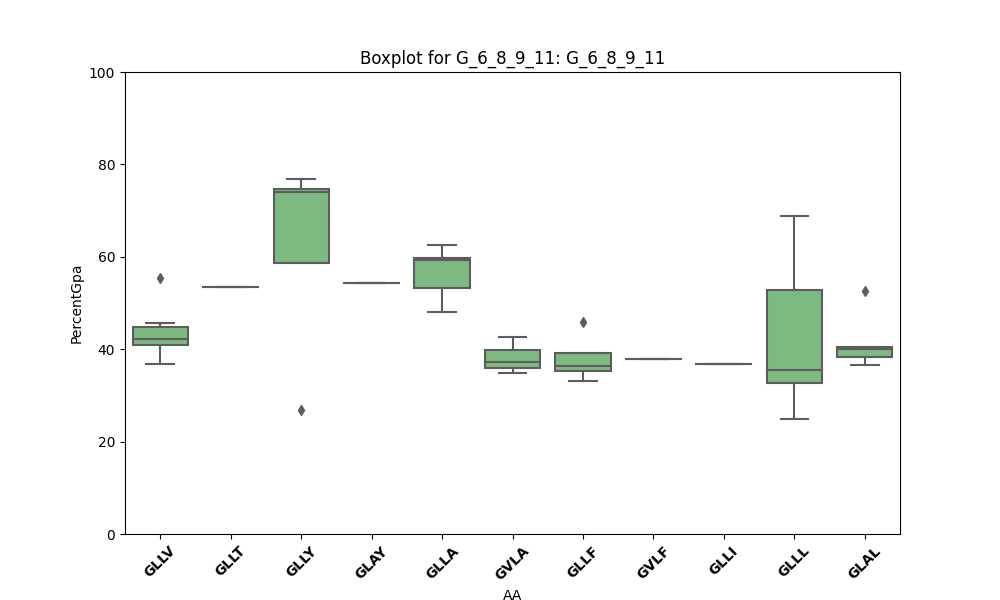 Boxplot for G_6_8_9_11: G_6_8_9_11
100
80
60
40
20
0
PercentGpa
GLLV
GLLT
GLLY
GLAY
GLLA
GVLA
GLLF
GVLF
GLLI
GLLL
GLAL
AA